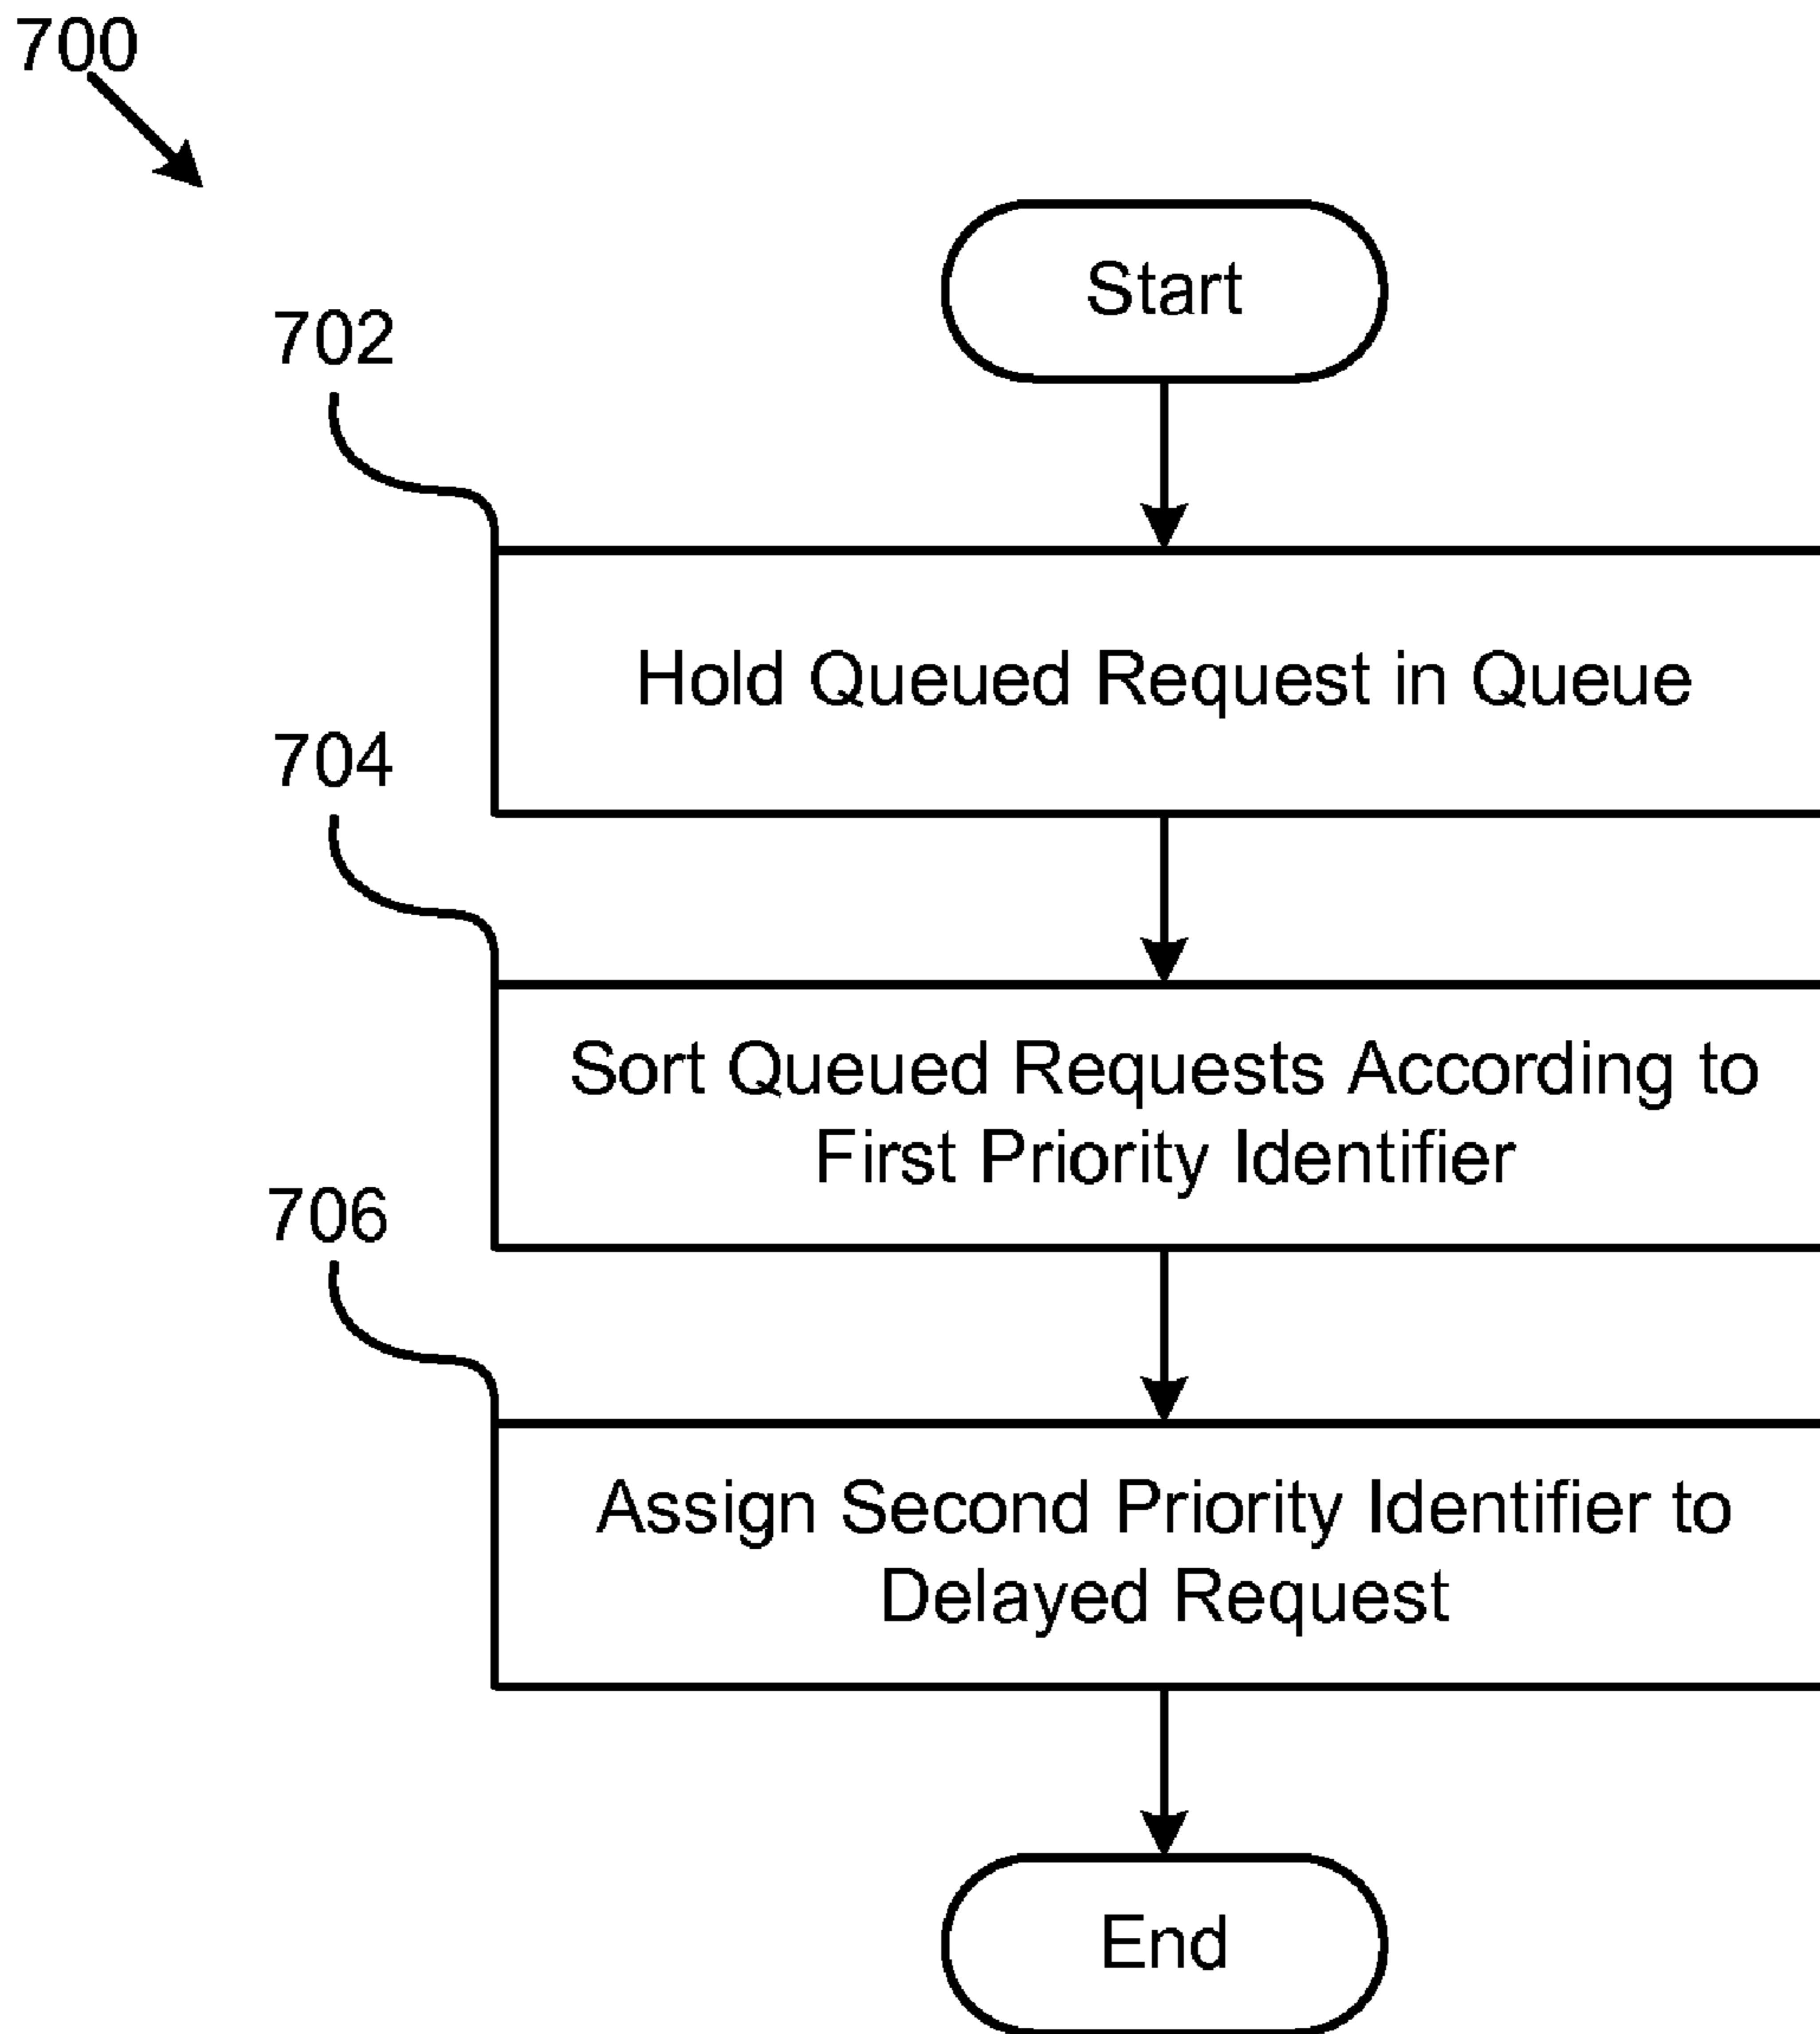 700
Start
702
Hold Queued Request in Queue
704
Sort Queued Requests According to
First Priority Identifier
706
Assign Second Priority Identifier to
Delayed Request
End